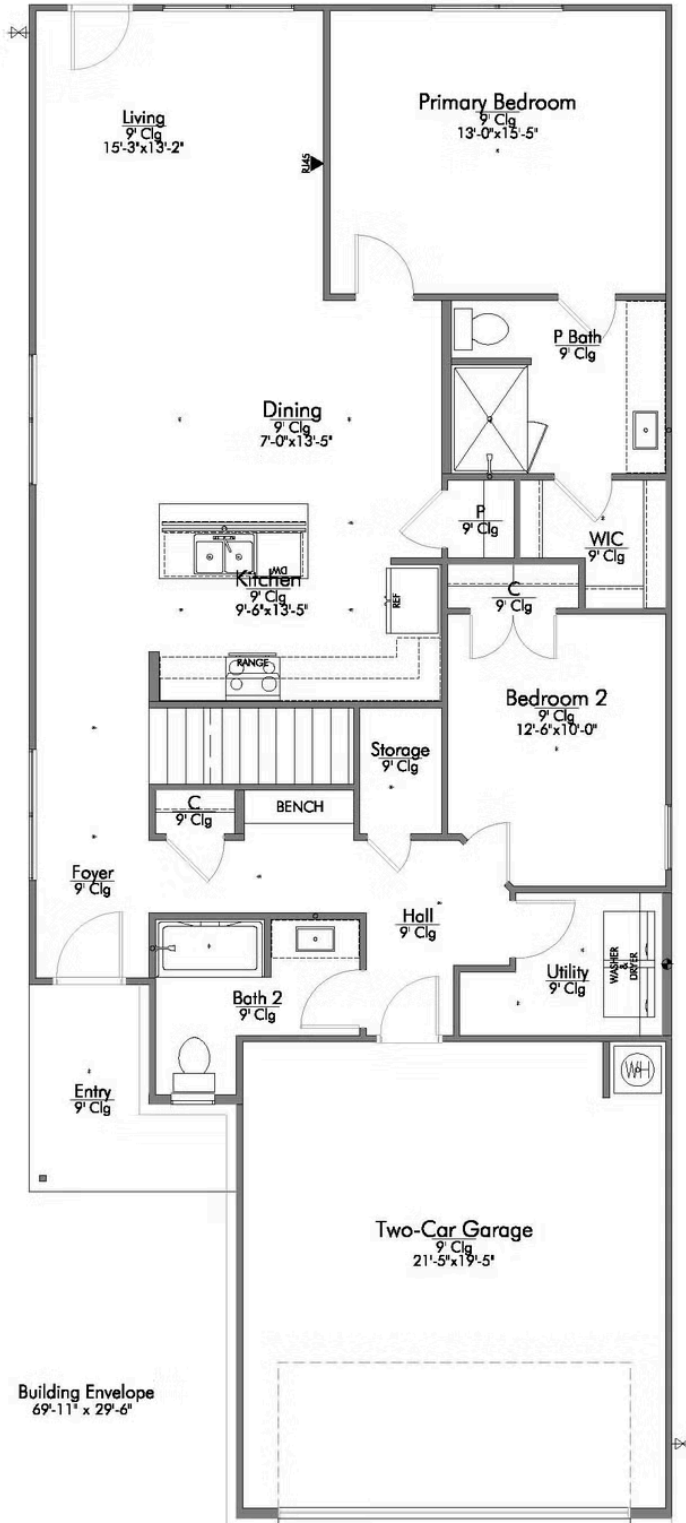 Living
9' Clg
15'-3"x13'-2"
Primary Bedroom
9' Clg
13'-0"x15'-5"
RJ45
P Bath
9' Clg
Dining
9' Clg
7'-0"x13'-5"
P
9' Clg
WIC
9' Clg
DW
Kitchen
9' Clg
9'-6"x13'-5"
REF
C
9' Clg
RANGE
Bedroom 2
9' Clg
12'-6"x10'-0"
Storage
9' Clg
C
9' Clg
BENCH
Foyer
9' Clg
Hall
9' Clg
Utility
9' Clg
WASHER
&
DRYER
Bath 2
9' Clg
Entry
9' Clg
WH
Two-Car Garage
9' Clg
21'-5"x19'-5"
Building Envelope
69'-11" x 29'-6"